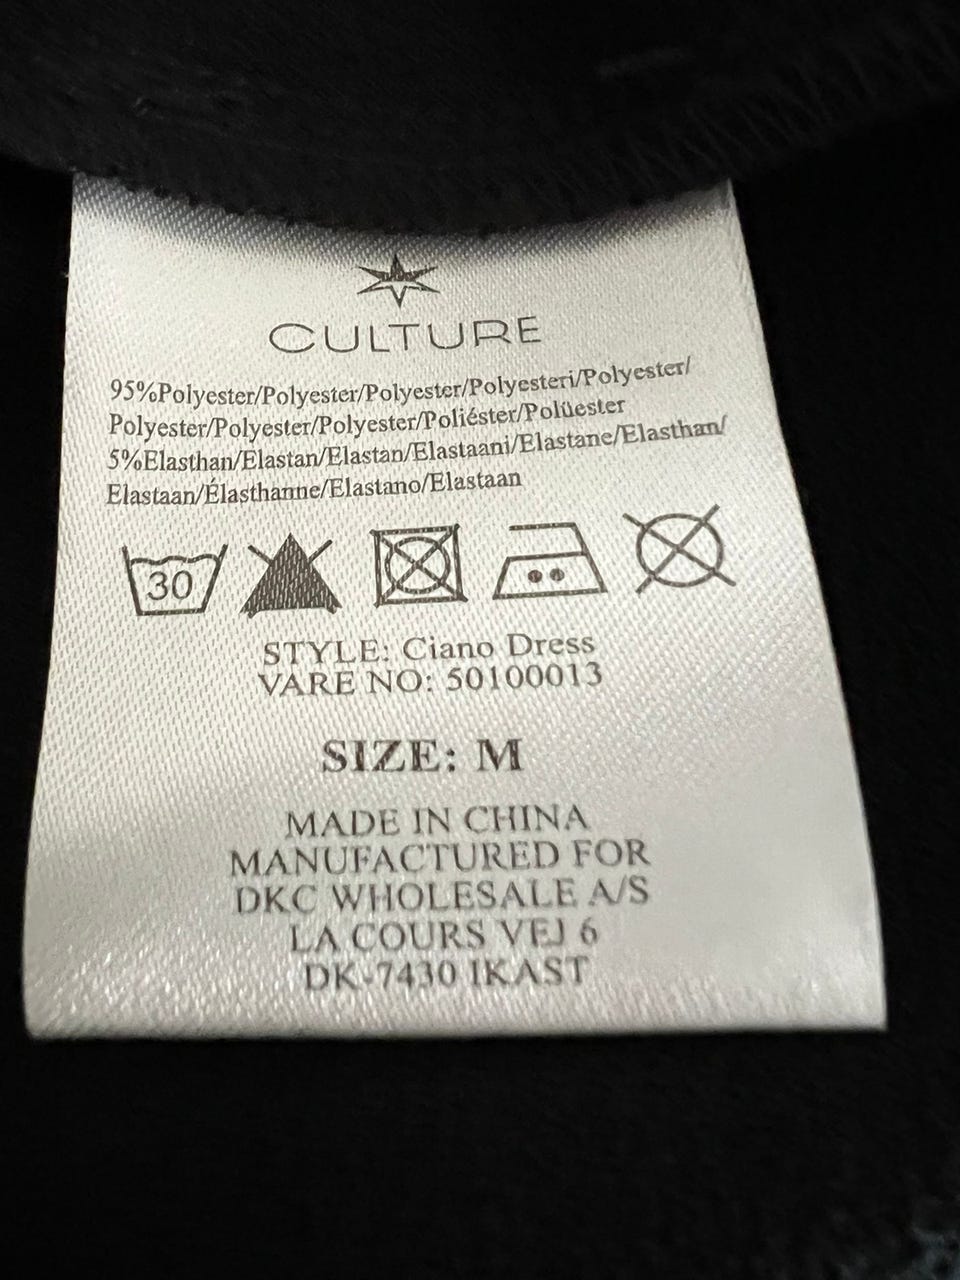 CULTURE
95%Polyester/Polyester/Polyester/Polyesteri/Polyester/
Polyester/Polyester/Polyester/Poliéster/Polüester
5%Elasthan/Elastan/Elastan/Elastaani/Elastane/Elasthan/
Elastaan/Élasthanne/Elastano/Elastaan
30
STYLE: Ciano Dress
VARE NO: 50100013
SIZE: M
MADE IN CHINA
MANUFACTURED FOR
DKC WHOLESALE A/S
LA COURS VEJ 6
DK-7430 IKAST